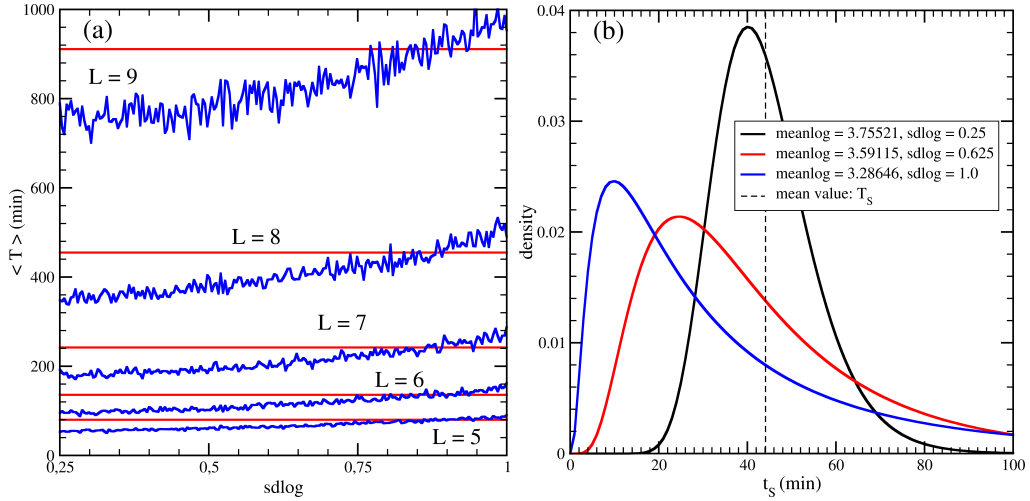 (a)
1000
800
600
400
200
0
< T > (min)
L = 9
L = 8
L = 7
L = 6
L = 5
0,25
0,5
0,75
1
sdlog
(b)
0.04
0.03
0.02
0.01
0
density
meanlog = 3.75521, sdlog = 0.25
meanlog = 3.59115, sdlog = 0.625
meanlog = 3.28646, sdlog = 1.0
mean value: TS
0
20
40
60
80
100
tS (min)